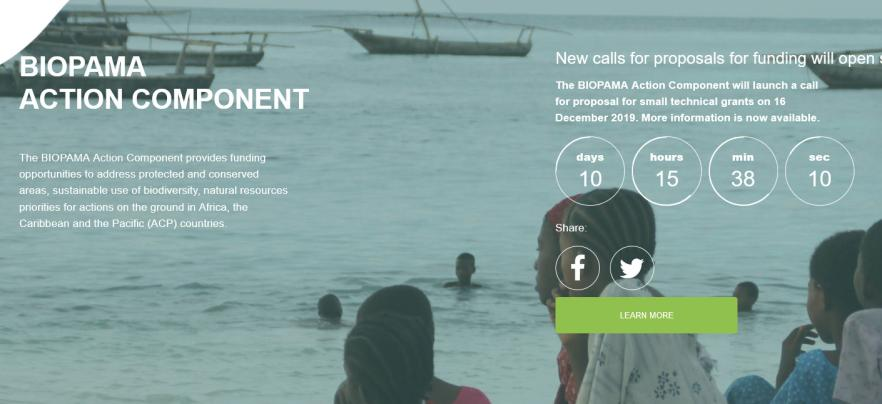 BIOPAMA
ACTION COMPONENT
The BIOPAMA Action Component provides funding
opportunities to address protected and conserved
areas, sustainable use of biodiversity, natural resources
priorities for actions on the ground in Africa, the
Caribbean and the Pacific (ACP) countries.
New calls for proposals for funding will open
The BIOPAMA Action Component will launch a call
for proposal for small technical grants on 16
December 2019. More information is now available.
days hours min sec
10 15 38 10
Share:
LEARN MORE